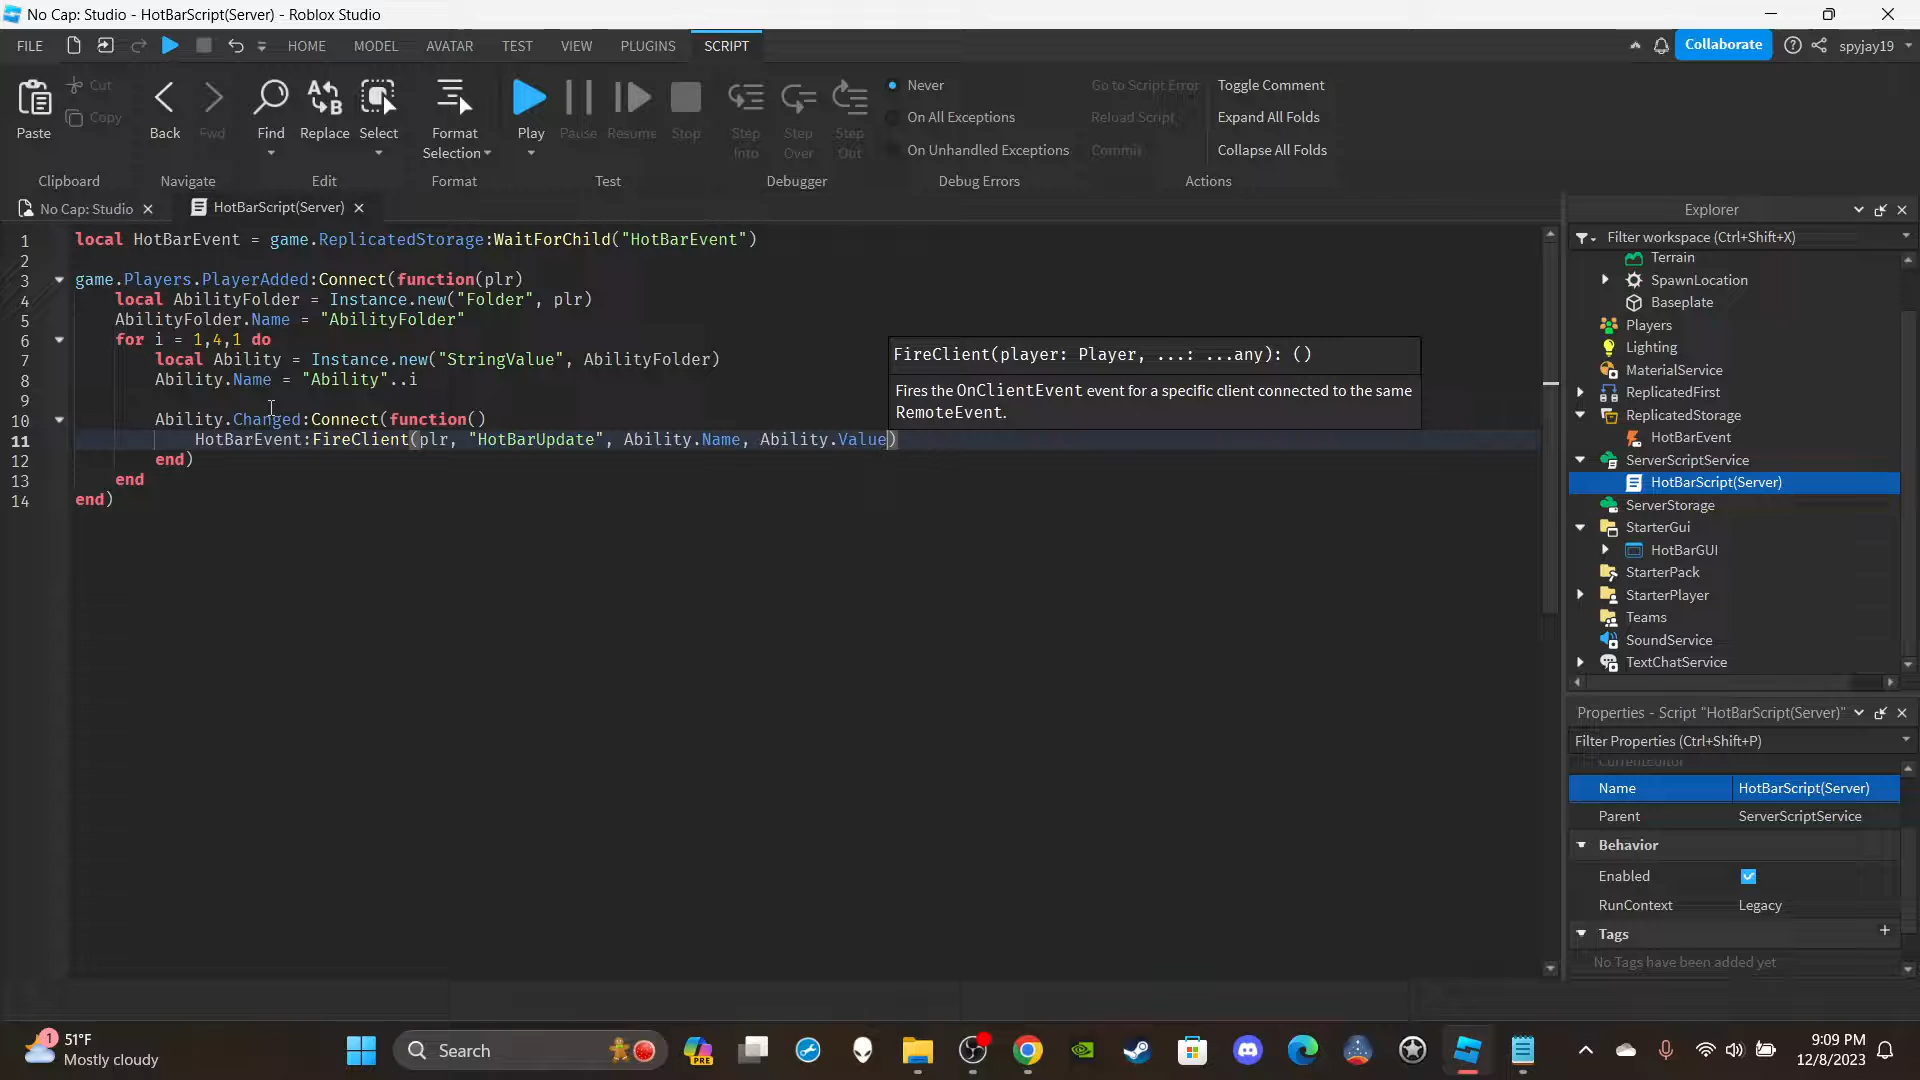 No Cap: Studio - HotBarScript(Server) - Roblox Studio
FILE HOME MODEL AVATAR TEST VIEW PLUGINS SCRIPT Collaborate spyjay19
Paste Cut Copy Back Fwd Find Replace Select Format Selection Play Pause Resume Stop Step Into Step Over Step Out
Never
On All Exceptions
On Unhandled Exceptions
Go to Script Error
Reload Script
Commit
Toggle Comment
Expand All Folds
Collapse All Folds
Clipboard Navigate Edit Format Test Debugger Debug Errors Actions
No Cap: Studio HotBarScript(Server)
1 local HotBarEvent = game.ReplicatedStorage:WaitForChild("HotBarEvent")
2
3 game.Players.PlayerAdded:Connect(function(plr)
4 local AbilityFolder = Instance.new("Folder", plr)
5 AbilityFolder.Name = "AbilityFolder"
6 for i = 1,4,1 do
7 local Ability = Instance.new("StringValue", AbilityFolder)
8 Ability.Name = "Ability"..i
9
10 Ability.Changed:Connect(function()
11 HotBarEvent:FireClient(plr, "HotBarUpdate", Ability.Name, Ability.Value)
12 end)
13 end
14 end)
FireClient(player: Player, ...: ...any): ()
Fires the OnClientEvent event for a specific client connected to the same
RemoteEvent.
Explorer
Filter workspace (Ctrl+Shift+X)
Terrain
SpawnLocation
Baseplate
Players
Lighting
MaterialService
ReplicatedFirst
ReplicatedStorage
HotBarEvent
ServerScriptService
HotBarScript(Server)
ServerStorage
StarterGui
HotBarGUI
StarterPack
StarterPlayer
Teams
SoundService
TextChatService
Properties - Script "HotBarScript(Server)"
Filter Properties (Ctrl+Shift+P)
CurrentEditor
Name HotBarScript(Server)
Parent ServerScriptService
Behavior
Enabled
RunContext Legacy
Tags +
No Tags have been added yet
1
51°F
Mostly cloudy
Search
PRE
9:09 PM
12/8/2023